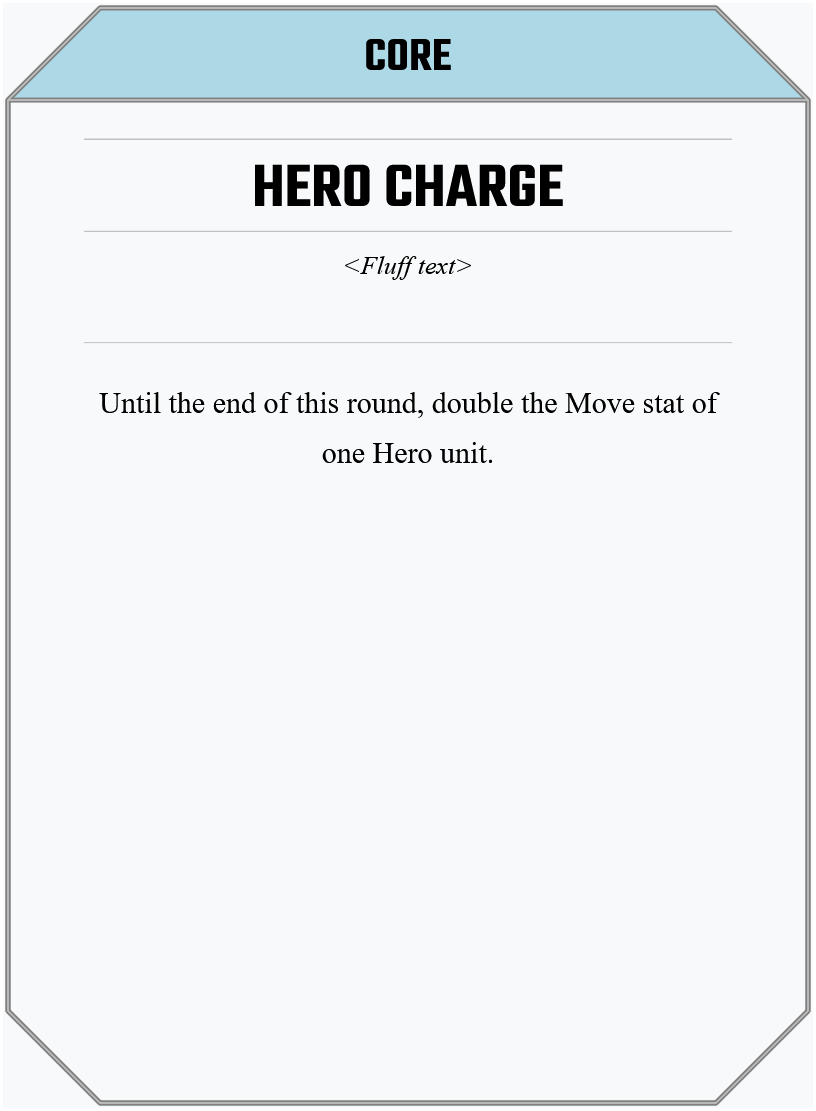 CORE
HERO CHARGE
<Fluff text>
Until the end of this round, double the Move stat of
one Hero unit.